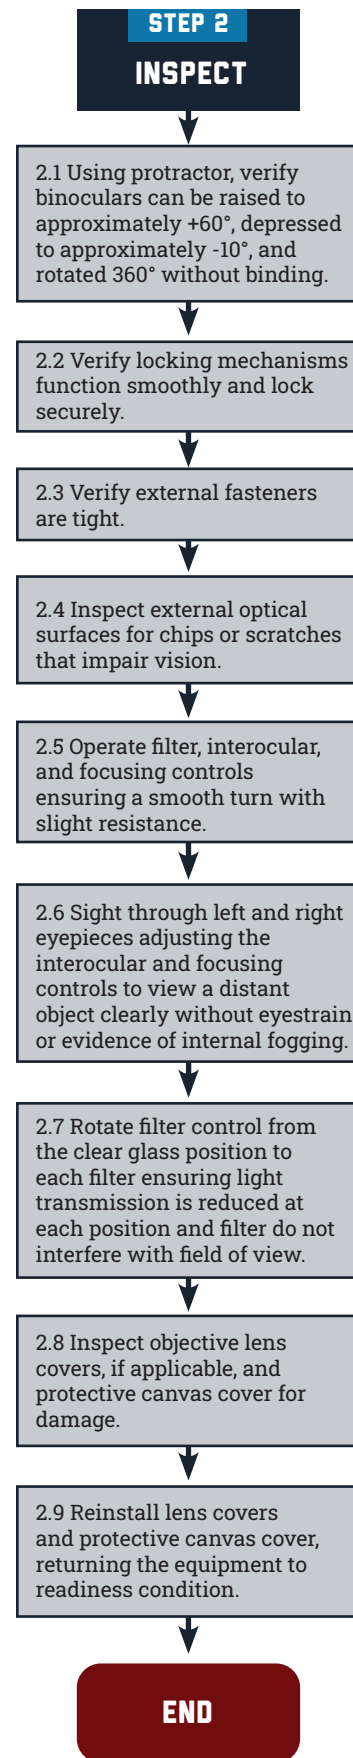 STEP 2
INSPECT
2.1 Using protractor, verify
binoculars can be raised to
approximately +60°, depressed
to approximately -10°, and
rotated 360° without binding.
2.2 Verify locking mechanisms
function smoothly and lock
securely.
2.3 Verify external fasteners
are tight.
2.4 Inspect external optical
surfaces for chips or scratches
that impair vision.
2.5 Operate filter, interocular,
and focusing controls
ensuring a smooth turn with
slight resistance.
2.6 Sight through left and right
eyepieces adjusting the
interocular and focusing
controls to view a distant
object clearly without eyestrain
or evidence of internal fogging.
2.7 Rotate filter control from
the clear glass position to
each filter ensuring light
transmission is reduced at
each position and filter do not
interfere with field of view.
2.8 Inspect objective lens
covers, if applicable, and
protective canvas cover for
damage.
2.9 Reinstall lens covers
and protective canvas cover,
returning the equipment to
readiness condition.
END